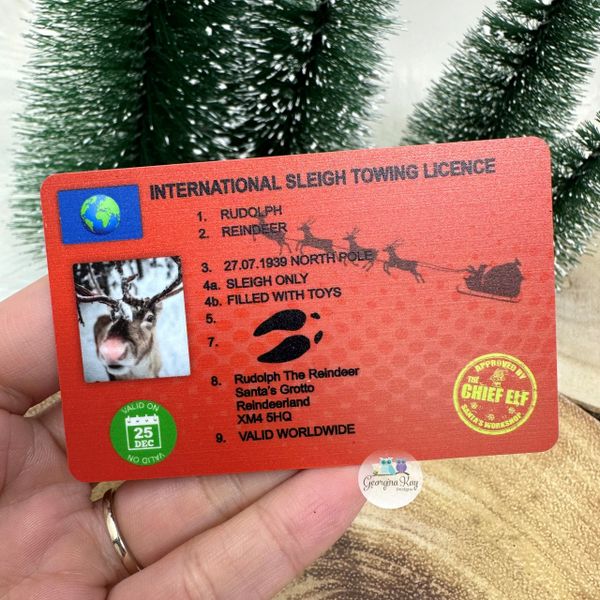 INTERNATIONAL SLEIGH TOWING LICENCE
1. RUDOLPH
2. REINDEER
3. 27.07.1939 NORTH POLE
4a. SLEIGH ONLY
4b. FILLED WITH TOYS
5.
7.
8. Rudolph The Reindeer
Santa's Grotto
Reindeerland
XM4 5HQ
9. VALID WORLDWIDE
VALID ON
25
DEC
VALID ON
APPROVED BY
THE
CHIEF ELF
SANTA'S WORKSHOP
Georgina Kay
Designs